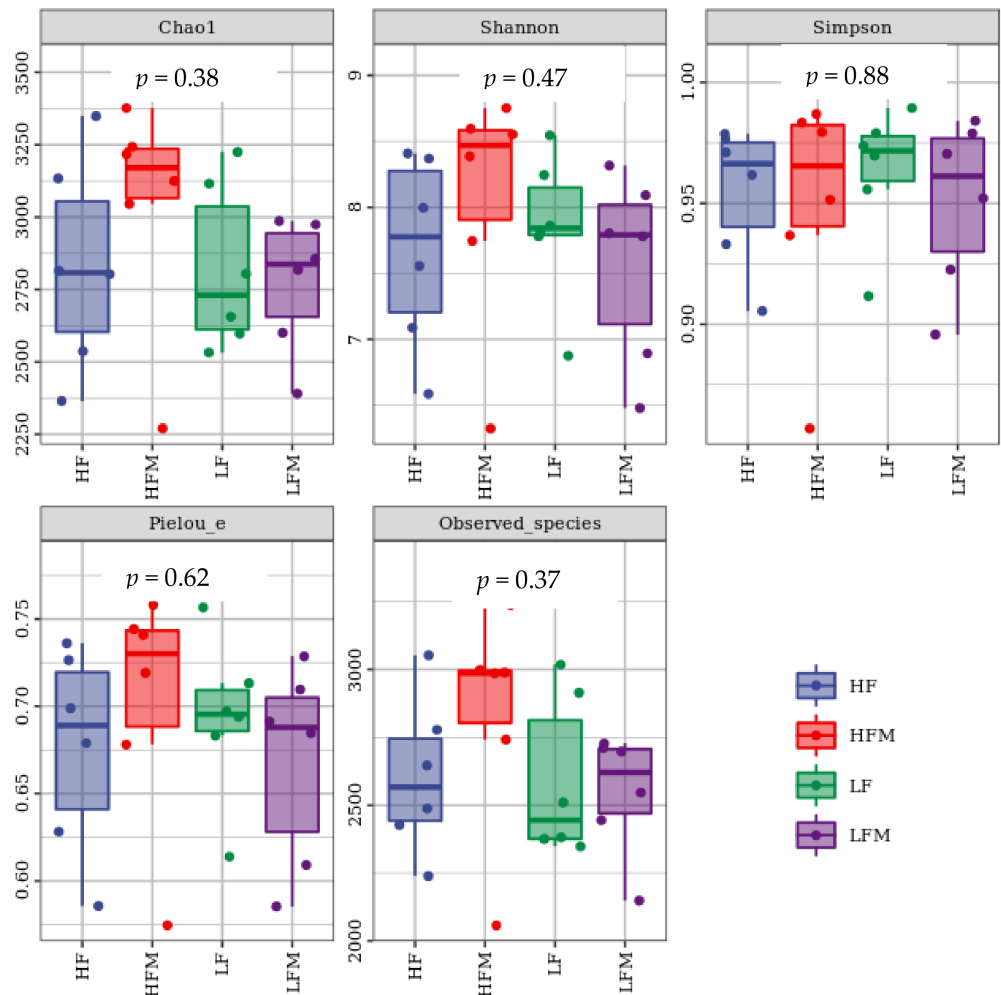 Chao1
p = 0.38
3500
3250
3000
2750
2500
2250
HF
HFM
LF
LFM
Shannon
p = 0.47
9
8
7
HF
HFM
LF
LFM
Simpson
p = 0.88
1.00
0.95
0.90
HF
HFM
LF
LFM
Pielou_e
p = 0.62
0.75
0.70
0.65
0.60
HF
HFM
LF
LFM
Observed_species
p = 0.37
3000
2500
2000
HF
HFM
LF
LFM
HF
HFM
LF
LFM